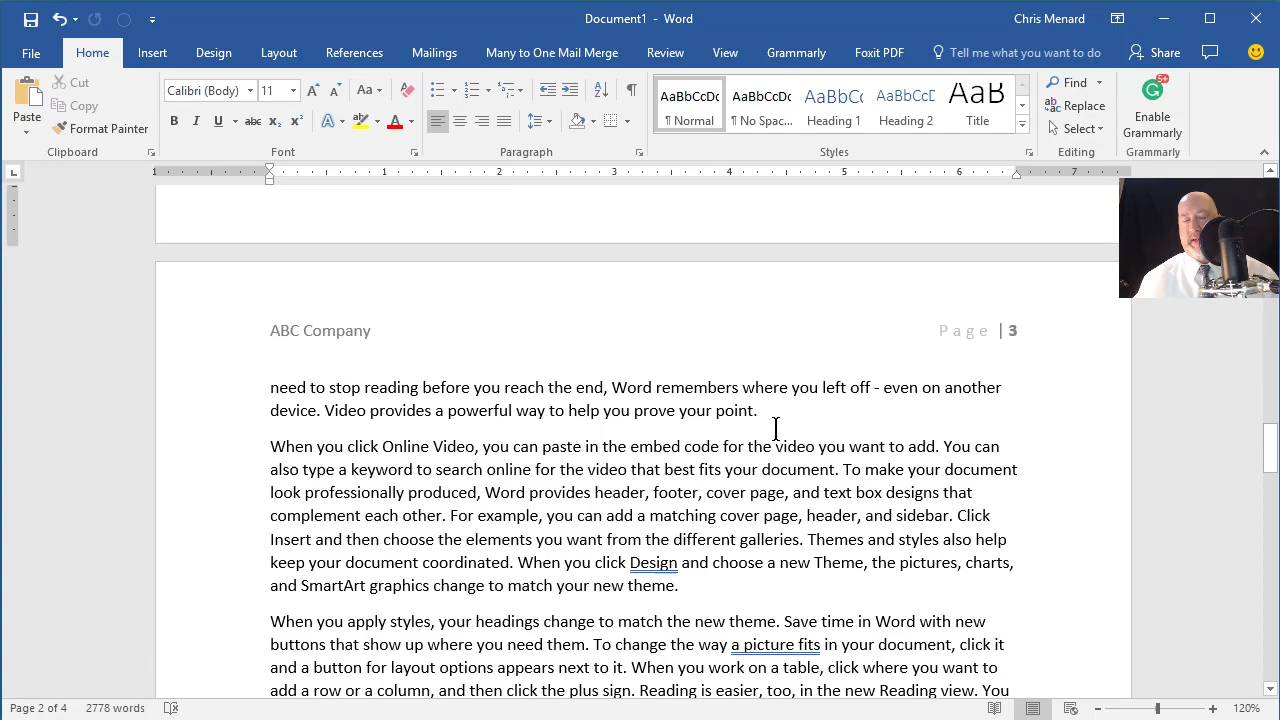 Document1 - Word
Chris Menard
File Home Insert Design Layout References Mailings Many to One Mail Merge Review View Grammarly Foxit PDF Tell me what you want to do Share
Cut
Copy
Format Painter
Paste
Clipboard
Calibri (Body) 11
Aa
B I U abc x₂ x² A A
Font
Paragraph
AaBbCcDc AaBbCcDc AaBbCc AaBbCcD AaB
¶ Normal ¶ No Spac... Heading 1 Heading 2 Title
Styles
Find
Replace
Select
Editing
5+
Enable
Grammarly
Grammarly
1 1 2 3 4 5 6 7
ABC Company Page | 3
need to stop reading before you reach the end, Word remembers where you left off - even on another
device. Video provides a powerful way to help you prove your point.
When you click Online Video, you can paste in the embed code for the video you want to add. You can
also type a keyword to search online for the video that best fits your document. To make your document
look professionally produced, Word provides header, footer, cover page, and text box designs that
complement each other. For example, you can add a matching cover page, header, and sidebar. Click
Insert and then choose the elements you want from the different galleries. Themes and styles also help
keep your document coordinated. When you click Design and choose a new Theme, the pictures, charts,
and SmartArt graphics change to match your new theme.
When you apply styles, your headings change to match the new theme. Save time in Word with new
buttons that show up where you need them. To change the way a picture fits in your document, click it
and a button for layout options appears next to it. When you work on a table, click where you want to
add a row or a column, and then click the plus sign. Reading is easier, too, in the new Reading view. You
Page 2 of 4 2778 words 120%